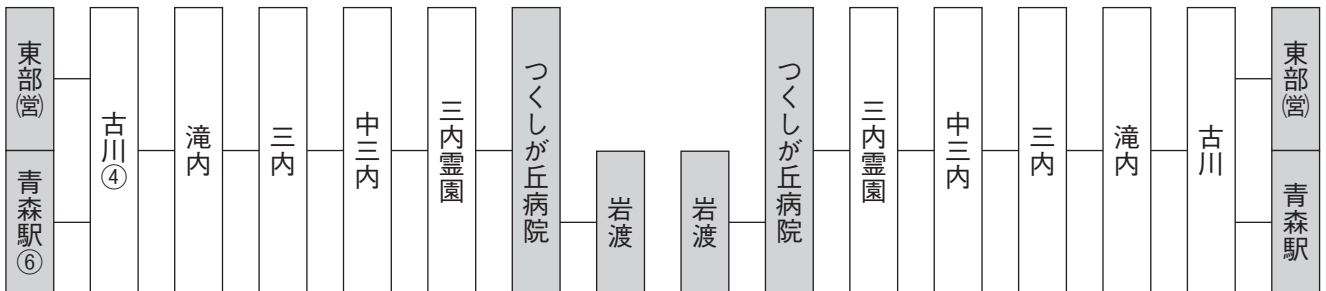 東部㈺
青森駅⑥
古川④
滝内
三内
中三内
三内霊園
つくしが丘病院
岩渡
岩渡
つくしが丘病院
三内霊園
中三内
三内
滝内
古川
東部㈺
青森駅